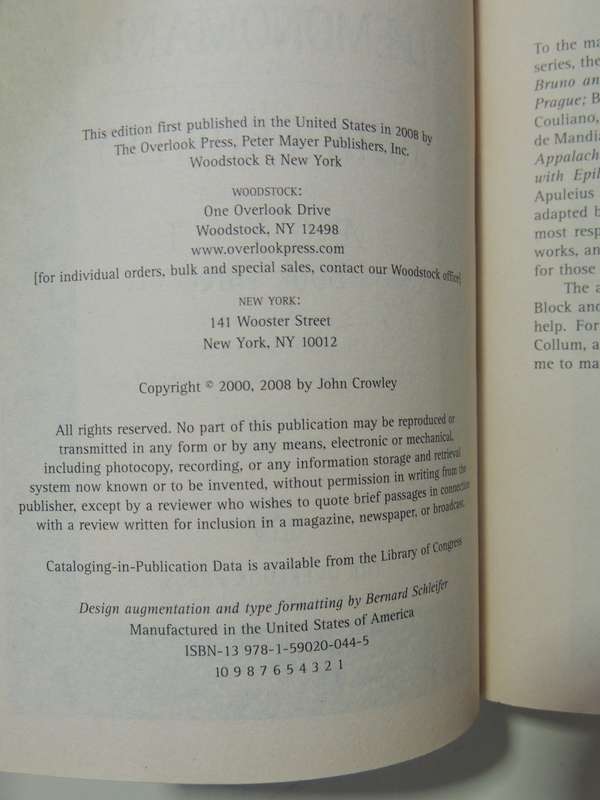 This edition first published in the United States in 2008 by
The Overlook Press, Peter Mayer Publishers, Inc.
Woodstock & New York
WOODSTOCK:
One Overlook Drive
Woodstock, NY 12498
www.overlookpress.com
[for individual orders, bulk and special sales, contact our Woodstock office]
NEW YORK:
141 Wooster Street
New York, NY 10012
Copyright © 2000, 2008 by John Crowley
All rights reserved. No part of this publication may be reproduced or
transmitted in any form or by any means, electronic or mechanical,
including photocopy, recording, or any information storage and retrieval
system now known or to be invented, without permission in writing from the
publisher, except by a reviewer who wishes to quote brief passages in connection
with a review written for inclusion in a magazine, newspaper, or broadcast.
Cataloging-in-Publication Data is available from the Library of Congress
Design augmentation and type formatting by Bernard Schleifer
Manufactured in the United States of America
ISBN-13 978-1-59020-044-5
10 9 8 7 6 5 4 3 2 1
To the ma
series, the
Bruno an
Prague; B
Couliano,
de Mandia
Appalach
with Epil
Apuleius
adapted b
most resp
works, an
for those
The a
Block and
help. For
Collum, a
me to ma